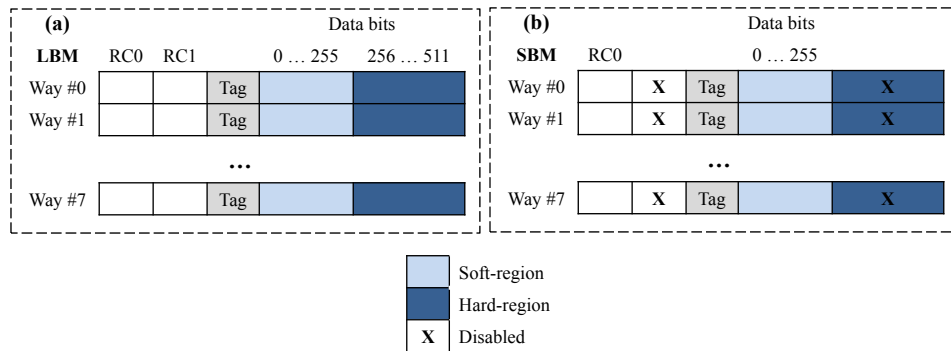 (a)
Data bits
LBM RC0 RC1 0 … 255 256 … 511
Way #0 Tag
Way #1 Tag
...
Way #7 Tag
(b)
Data bits
SBM RC0 0 … 255
Way #0 X Tag X
Way #1 X Tag X
...
Way #7 X Tag X
Soft-region
Hard-region
X Disabled